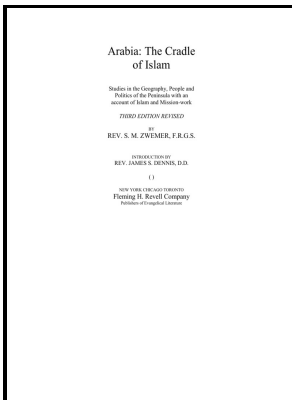 Arabia: The Cradle
of Islam
Studies in the Geography, People and
Politics of the Peninsula with an
account of Islam and Mission-work
THIRD EDITION REVISED
BY
REV. S. M. ZWEMER, F.R.G.S.
INTRODUCTION BY
REV. JAMES S. DENNIS, D.D.
( )
NEW YORK CHICAGO TORONTO
Fleming H. Revell Company
Publishers of Evangelical Literature